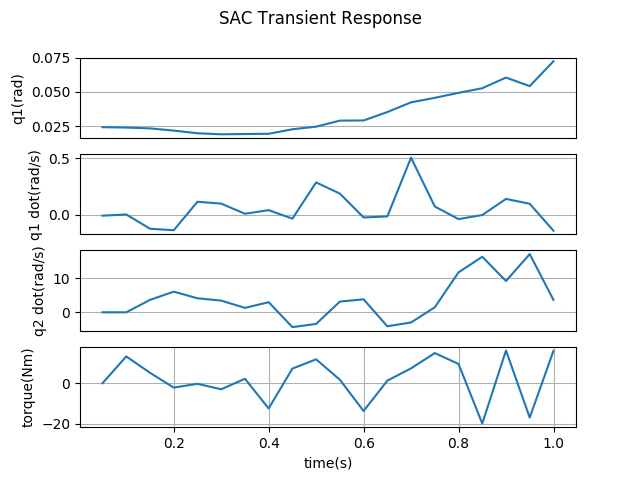 SAC Transient Response
q1(rad)
0.075
0.050
0.025
q1 dot(rad/s)
0.5
0.0
q2 dot(rad/s)
10
0
torque(Nm)
0
−20
0.2 0.4 0.6 0.8 1.0
time(s)